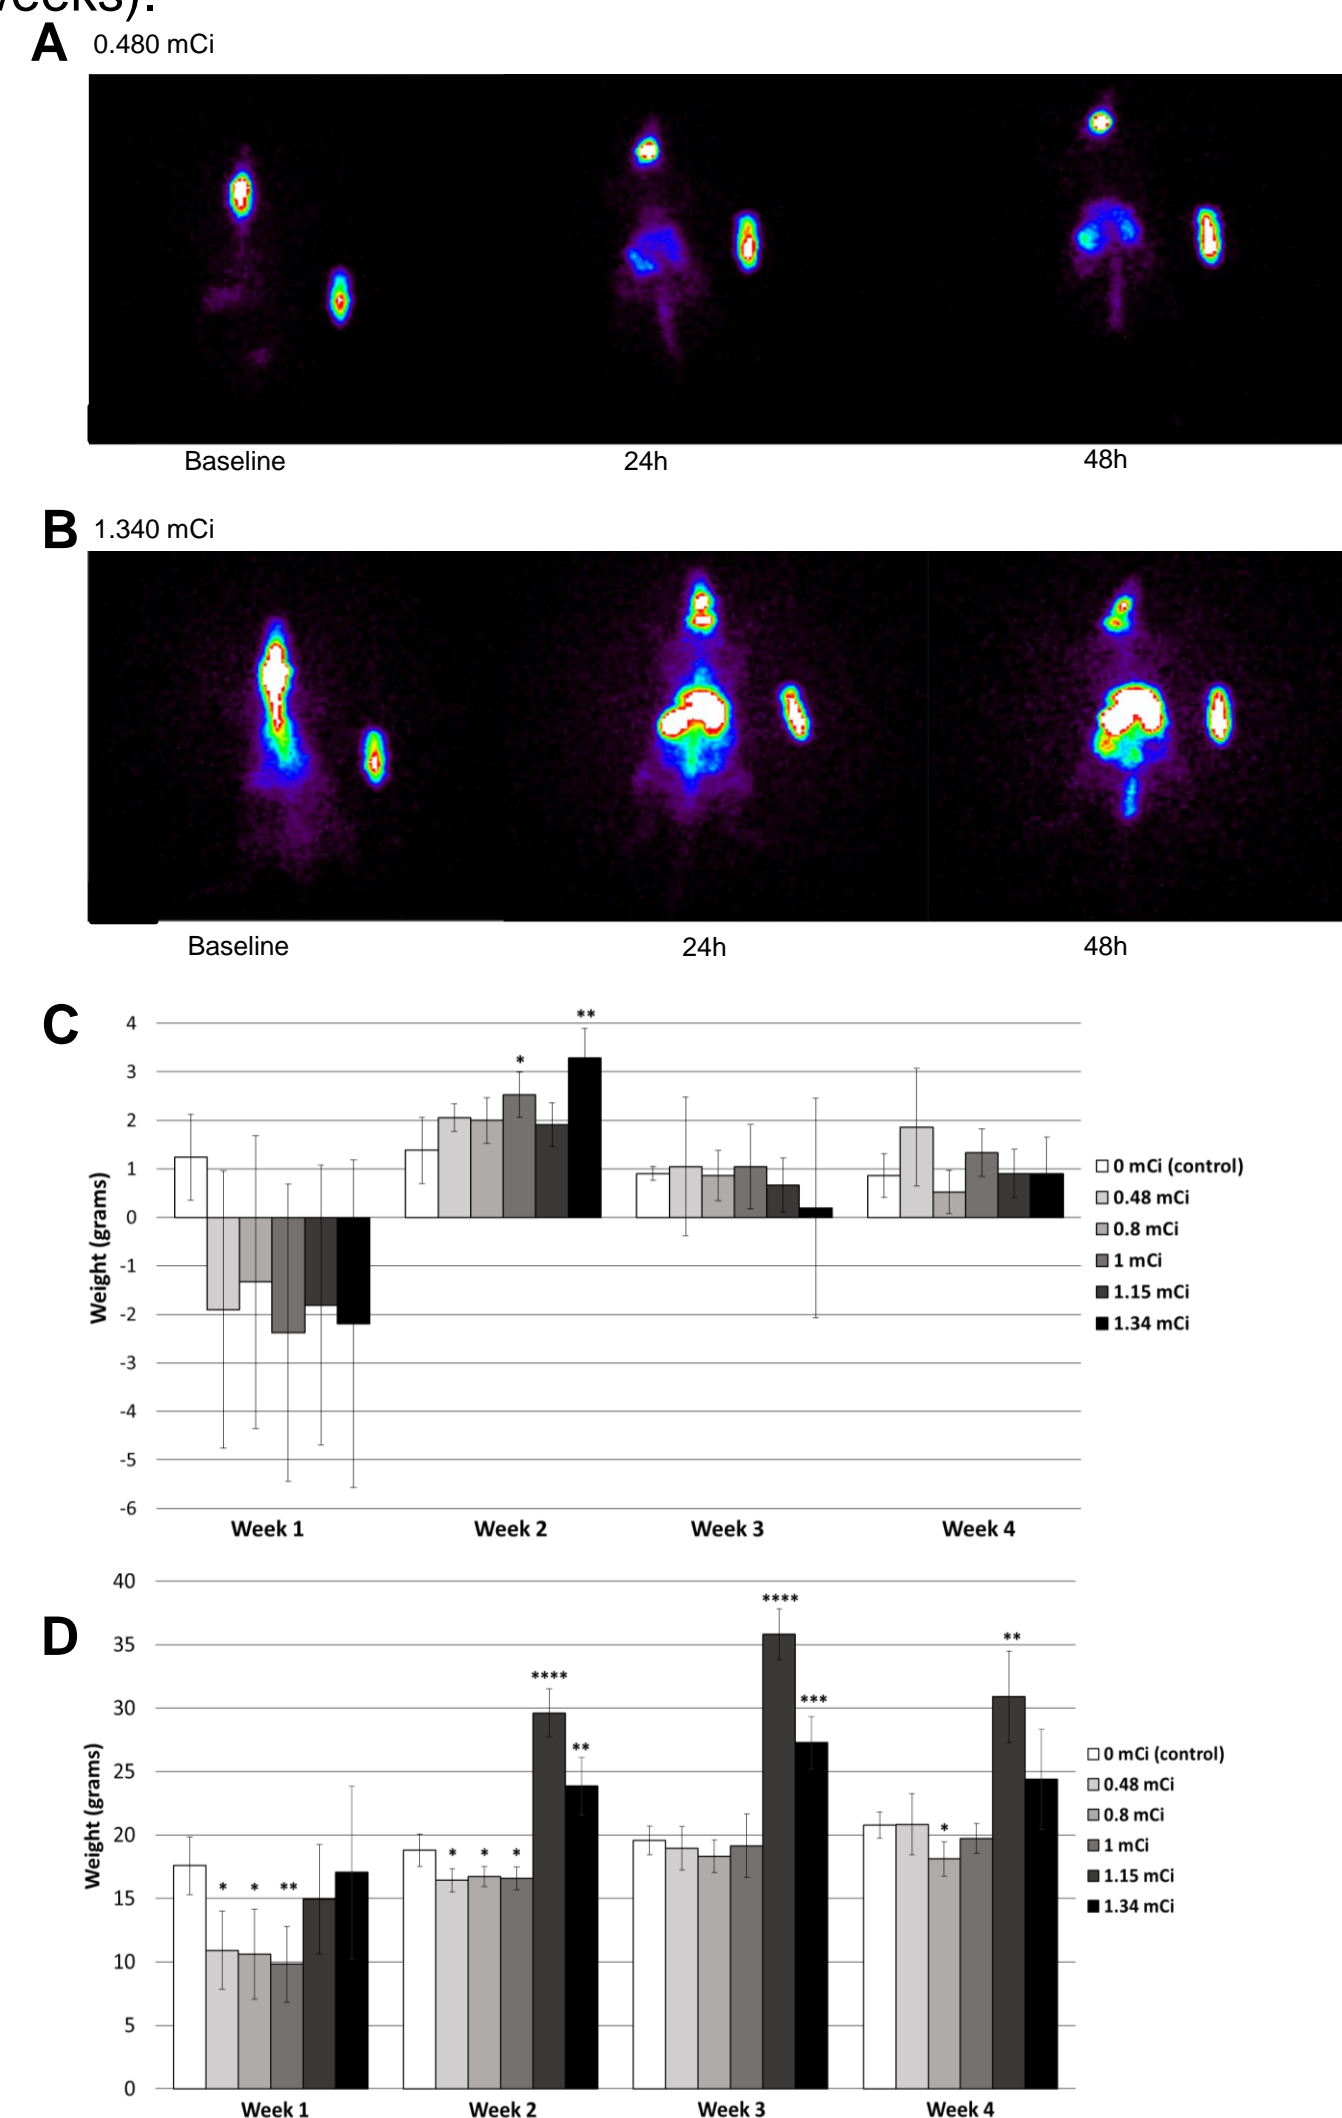 weeks).
A 0.480 mCi
Baseline 24h 48h
B 1.340 mCi
Baseline 24h 48h
C
Weight (grams)
4
3
2
1
0
-1
-2
-3
-4
-5
-6
*
**
Week 1 Week 2 Week 3 Week 4
0 mCi (control)
0.48 mCi
0.8 mCi
1 mCi
1.15 mCi
1.34 mCi
D
Weight (grams)
40
35
30
25
20
15
10
5
0
* * **
* * * **** **
**** ***
* **
Week 1 Week 2 Week 3 Week 4
0 mCi (control)
0.48 mCi
0.8 mCi
1 mCi
1.15 mCi
1.34 mCi